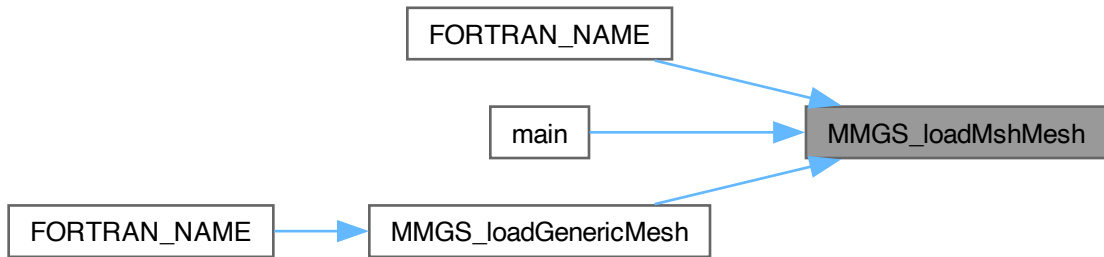 FORTRAN_NAME
main
MMGS_loadMshMesh
FORTRAN_NAME
MMGS_loadGenericMesh